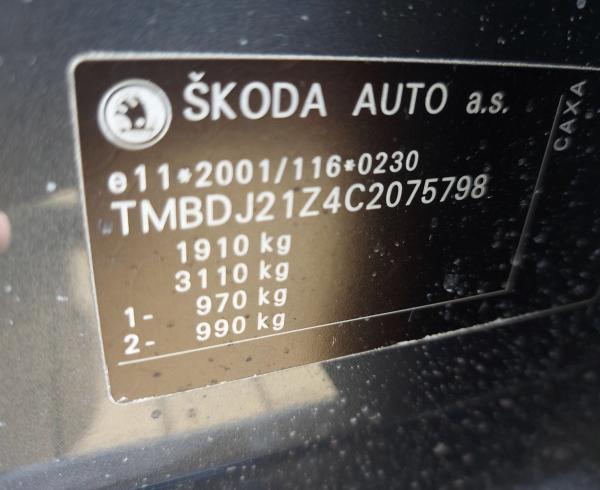 ŠKODA AUTO a.s.
e11*2001/116*0230
TMBDJ21Z4C2075798
1910 kg
3110 kg
1- 970 kg
2- 990 kg
CAXA